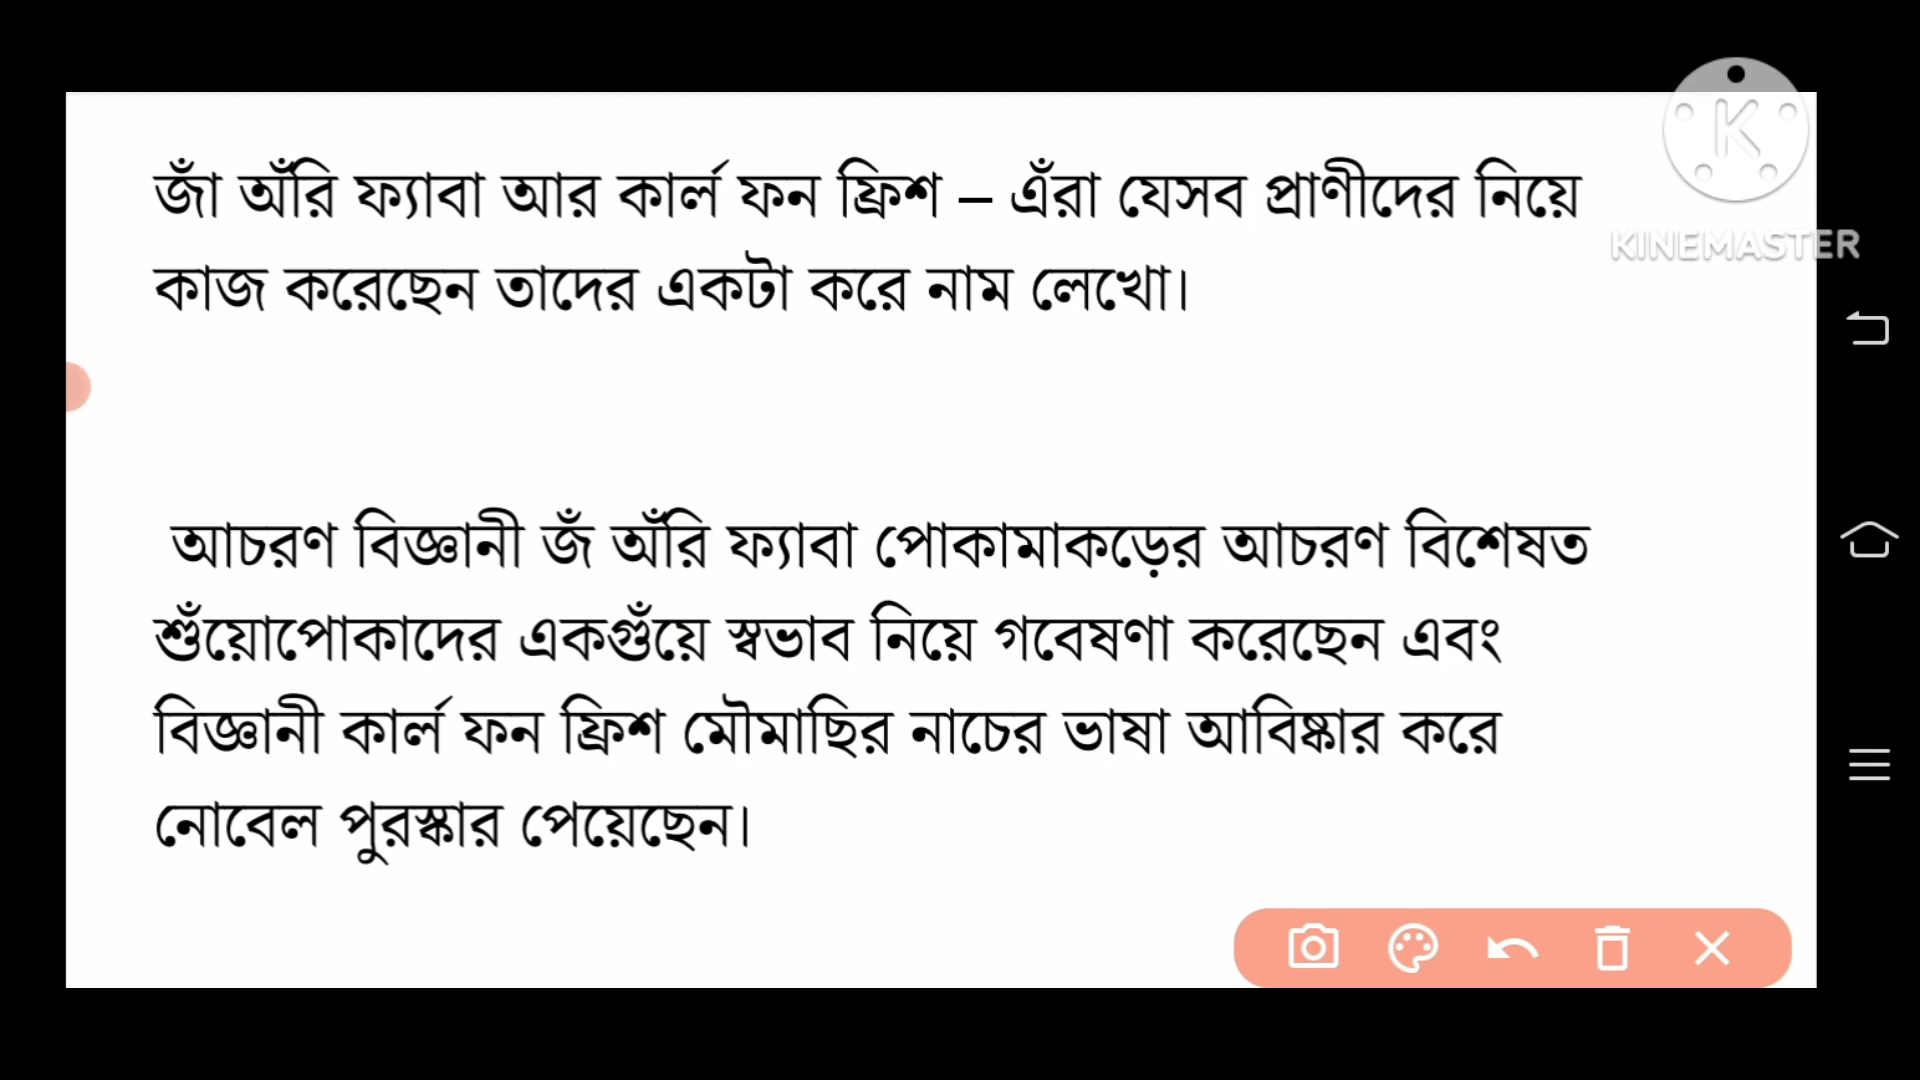 জাঁ অঁরি ফ্যাবা আর কার্ল ফন ফ্রিশ – এঁরা যেসব প্রাণীদের নিয়ে
কাজ করেছেন তাদের একটা করে নাম লেখো।
K
KINEMASTER
আচরণ বিজ্ঞানী জঁ অঁরি ফ্যাবা পোকামাকড়ের আচরণ বিশেষত
শুঁয়োপোকাদের একগুঁয়ে স্বভাব নিয়ে গবেষণা করেছেন এবং
বিজ্ঞানী কার্ল ফন ফ্রিশ মৌমাছির নাচের ভাষা আবিষ্কার করে
নোবেল পুরস্কার পেয়েছেন।